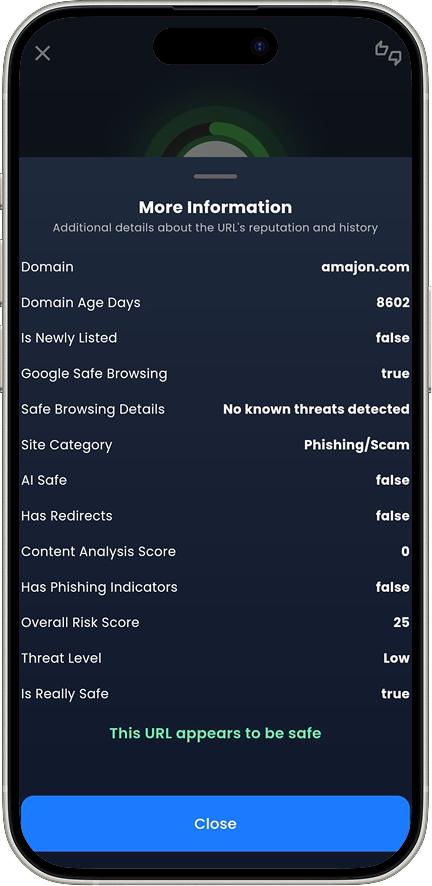 More Information
Additional details about the URL's reputation and history
Domain amajon.com
Domain Age Days 8602
Is Newly Listed false
Google Safe Browsing true
Safe Browsing Details No known threats detected
Site Category Phishing/Scam
AI Safe false
Has Redirects false
Content Analysis Score 0
Has Phishing Indicators false
Overall Risk Score 25
Threat Level Low
Is Really Safe true
This URL appears to be safe
Close